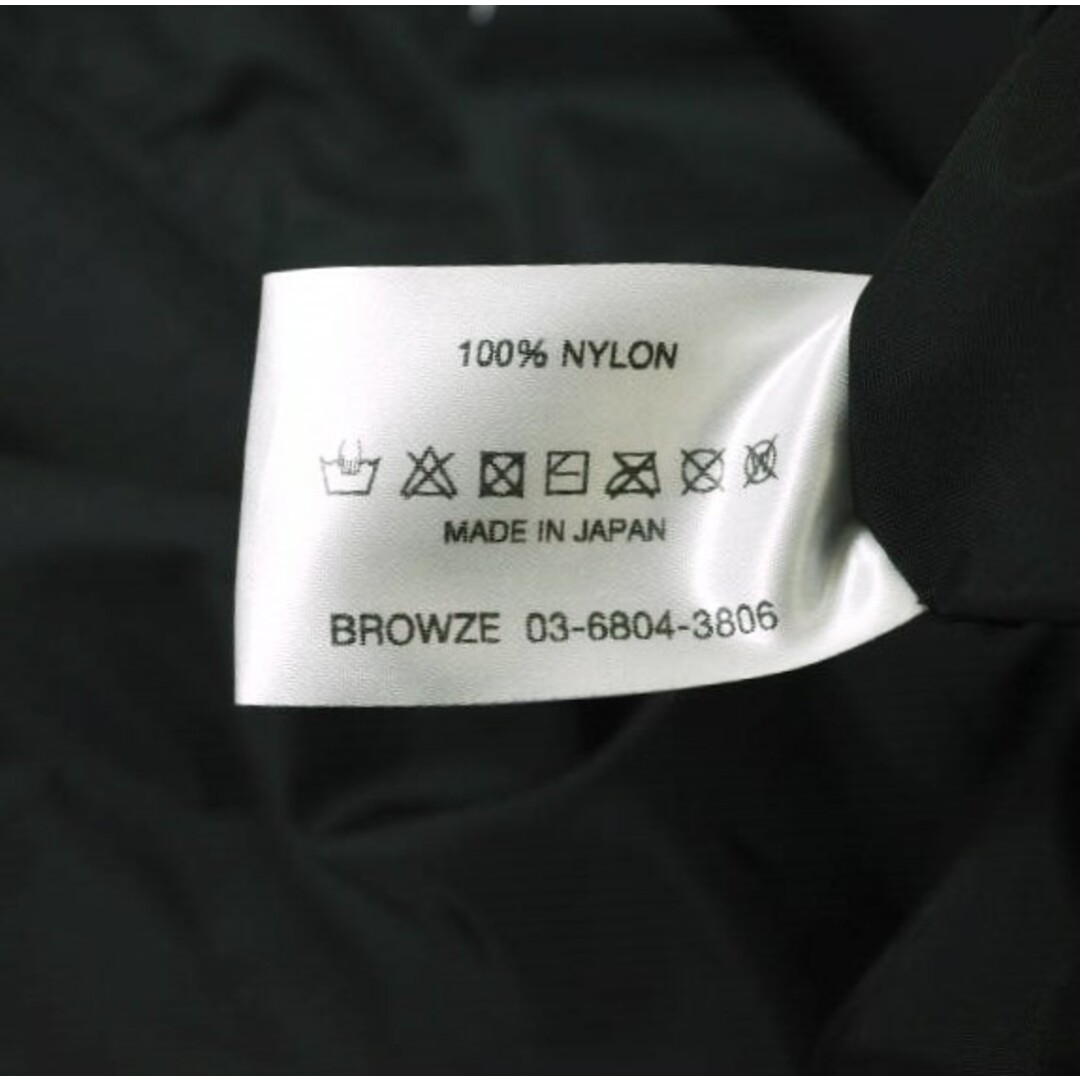 100% NYLON
MADE IN JAPAN
BROWZE 03-6804-3806